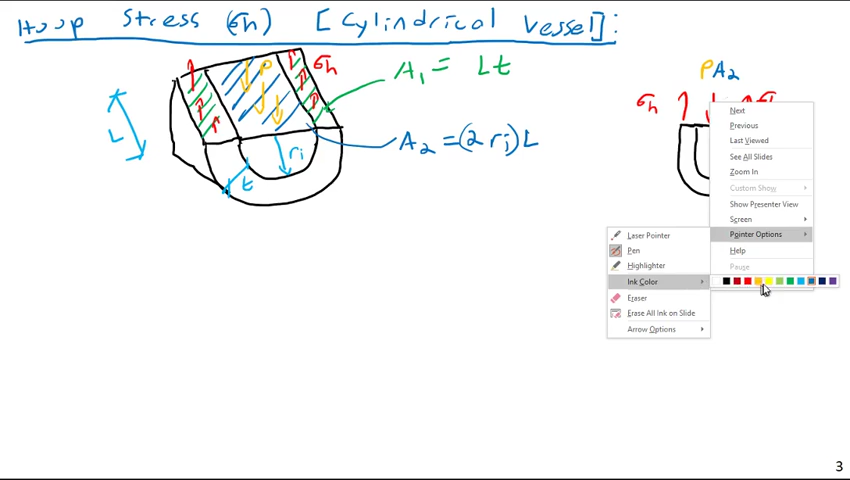 Hoop Stress (σh) [Cylindrical Vessel]:
P
σh
A1 = Lt
L
A2 = (2 ri)L
ri
t
PA2
σh
Next
Previous
Last Viewed
See All Slides
Zoom In
Custom Show
Show Presenter View
Screen
Pointer Options
Help
Pause
Laser Pointer
Pen
Highlighter
Ink Color
Eraser
Erase All Ink on Slide
Arrow Options
3